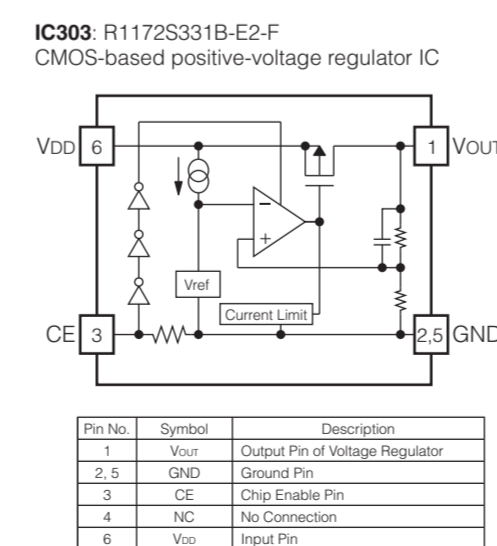 IC303: R1172S331B-E2-F
CMOS-based positive-voltage regulator IC
VDD 6
1 VOUT
Vref
Current Limit
CE 3
2,5 GND
Pin No. Symbol Description
1 VOUT Output Pin of Voltage Regulator
2, 5 GND Ground Pin
3 CE Chip Enable Pin
4 NC No Connection
6 VDD Input Pin